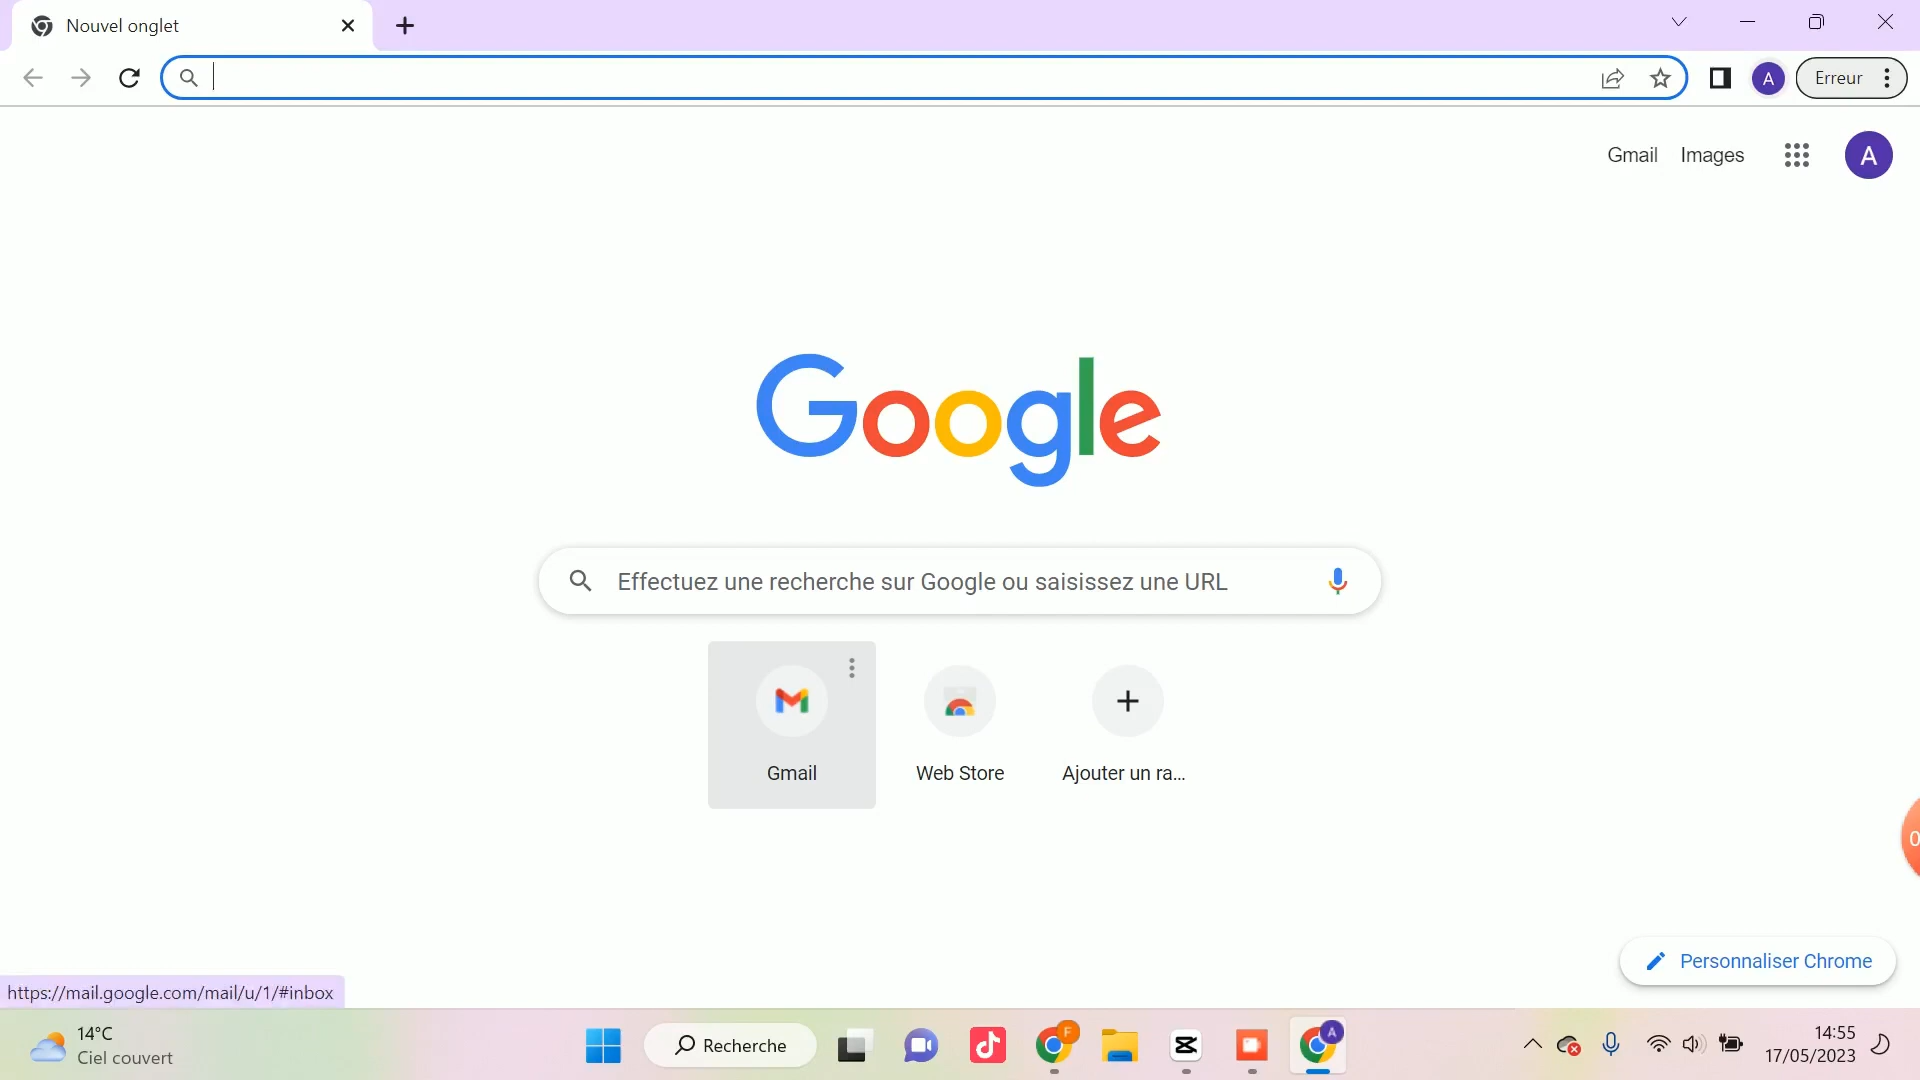 Nouvel onglet
Erreur
A
Gmail Images
A
Google
Effectuez une recherche sur Google ou saisissez une URL
Gmail
Web Store
Ajouter un ra...
0
Personnaliser Chrome
https://mail.google.com/mail/u/1/#inbox
14°C
Ciel couvert
Recherche
F
A
14:55
17/05/2023